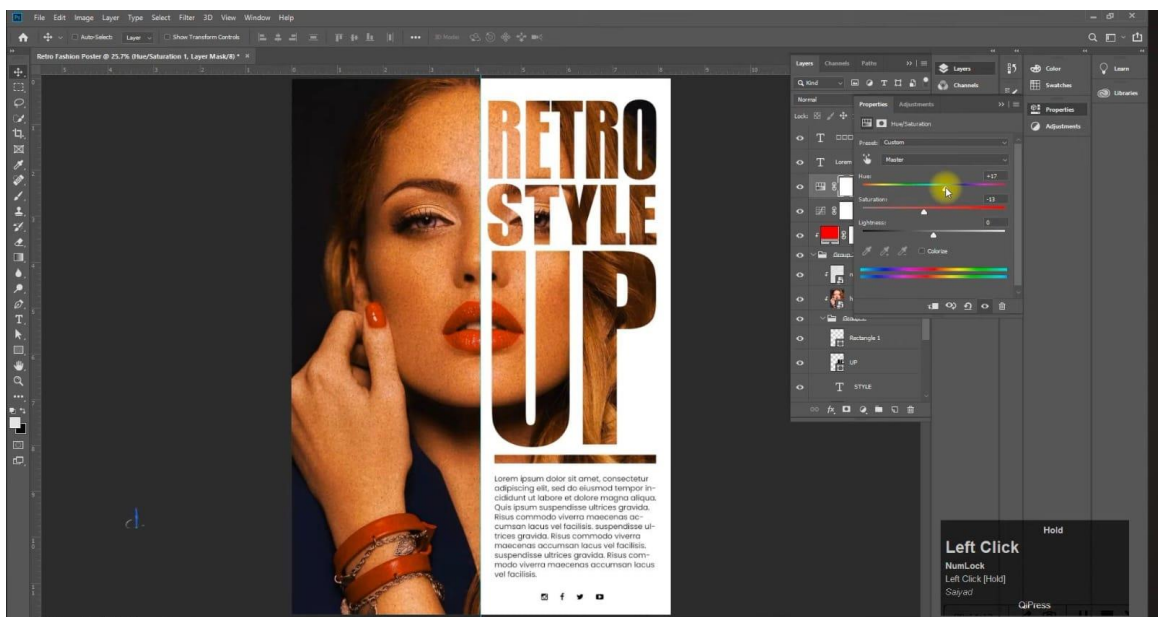 Ps File Edit Image Layer Type Select Filter 3D View Window Help
Auto-Select: Layer Show Transform Controls 3D Mode:
Retro Fashion Poster @ 25.7% (Hue/Saturation 1, Layer Mask/8) * ×
RETRO
STYLE
UP
Lorem ipsum dolor sit amet, consectetur
adipiscing elit, sed do eiusmod tempor in-
cididunt ut labore et dolore magna aliqua.
Quis ipsum suspendisse ultrices gravida.
Risus commodo viverra maecenas ac-
cumsan lacus vel facilisis. suspendisse ul-
trices gravida. Risus commodo viverra
maecenas accumsan lacus vel facilisis.
suspendisse ultrices gravida. Risus com-
modo viverra maecenas accumsan lacus
vel facilisis.
Layers Channels Paths
Kind
Normal
Lock:
Lorem
Group
Rectangle 1
UP
STYLE
Properties Adjustments
Hue/Saturation
Preset: Custom
Master
Hue: +17
Saturation: -13
Lightness: 0
Colorize
Layers
Channels
Color
Swatches
Properties
Adjustments
Learn
Libraries
Hold
Left Click
NumLock
Left Click [Hold]
Saiyad
QiPress